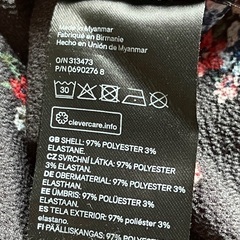 Made in Myanmar
Fabriqué en Birmanie
Hecho en Unión de Myanmar
O/N 313473
P/N 0690276 8
30
clevercare.info
GB SHELL: 97% POLYESTER 3%
ELASTANE
CZ SVRCHNÍ LÁTKA: 97% POLYESTER
3% ELASTAN.
DE OBERMATERIAL: 97% POLYESTER 3%
ELASTHAN.
EE ÜMBRIS: 97% POLÜESTER 3%
ELASTAAN.
ES TELA EXTERIOR: 97% poliéster 3%
elastano.